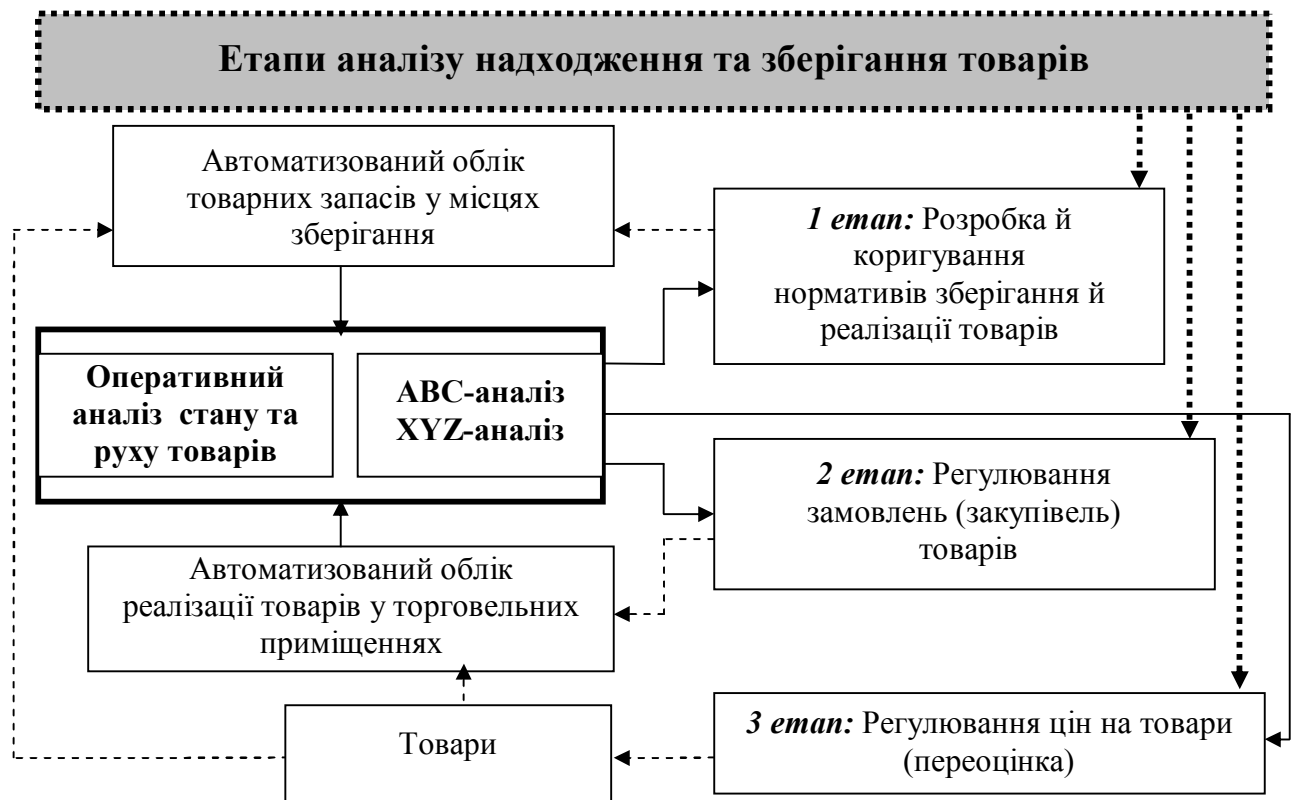 Етапи аналізу надходження та зберігання товарів
Автоматизований облік
товарних запасів у місцях
зберігання
1 етап: Розробка й
коригування
нормативів зберігання й
реалізації товарів
Оперативний
аналіз стану та
руху товарів
АВС-аналіз
XYZ-аналіз
2 етап: Регулювання
замовлень (закупівель)
товарів
Автоматизований облік
реалізації товарів у торговельних
приміщеннях
Товари
3 етап: Регулювання цін на товари
(переоцінка)